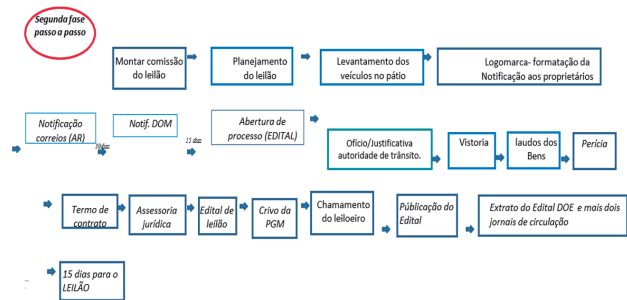 Segunda fase
passo a passo
Montar comissão
do leilão
Planejamento
do leilão
Levantamento dos
veículos no pátio
Logomarca- formatação da
Notificação aos proprietários
Notificação
correios (AR)
Notif. DOM
15 dias
Abertura de
processo (EDITAL)
Ofício/Justificativa
autoridade de trânsito.
Vistoria
laudos dos
Bens
Perícia
Termo de
contrato
Assessoria
jurídica
Edital de
leilão
Crivo da
PGM
Chamamento
do leiloeiro
Públicação do
Edital
Extrato do Edital DOE e mais dois
jornais de circulação
15 dias para o
LEILÃO